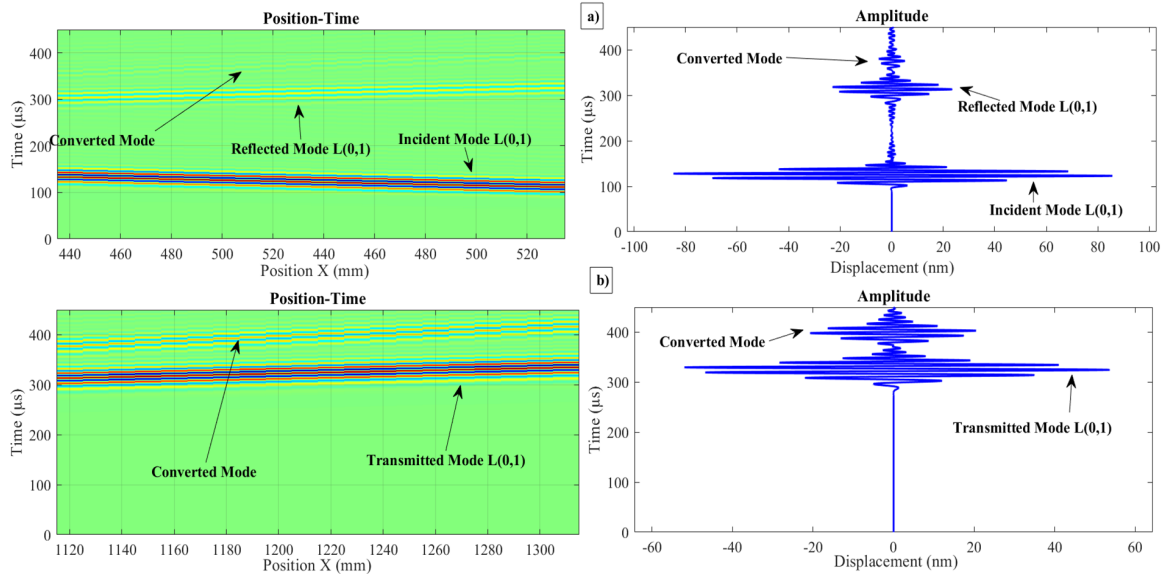 Position-Time
400
300
200
100
0
Time (µs)
Converted Mode
Reflected Mode L(0,1)
Incident Mode L(0,1)
440 460 480 500 520 440 460 480 500 520
Position X (mm)
a)
Amplitude
400
300
200
100
0
Time (µs)
Converted Mode
Reflected Mode L(0,1)
Incident Mode L(0,1)
-100 -80 -60 -40 -20 0 20 40 60 80 100
Displacement (nm)
b)
Position-Time
400
300
200
100
0
Time (µs)
Converted Mode
Transmitted Mode L(0,1)
1120 1140 1160 1180 1200 1220 1240 1260 1280 1300
Position X (mm)
Amplitude
400
300
200
100
0
Time (µs)
Converted Mode
Transmitted Mode L(0,1)
-60 -40 -20 0 20 40 60
Displacement (nm)